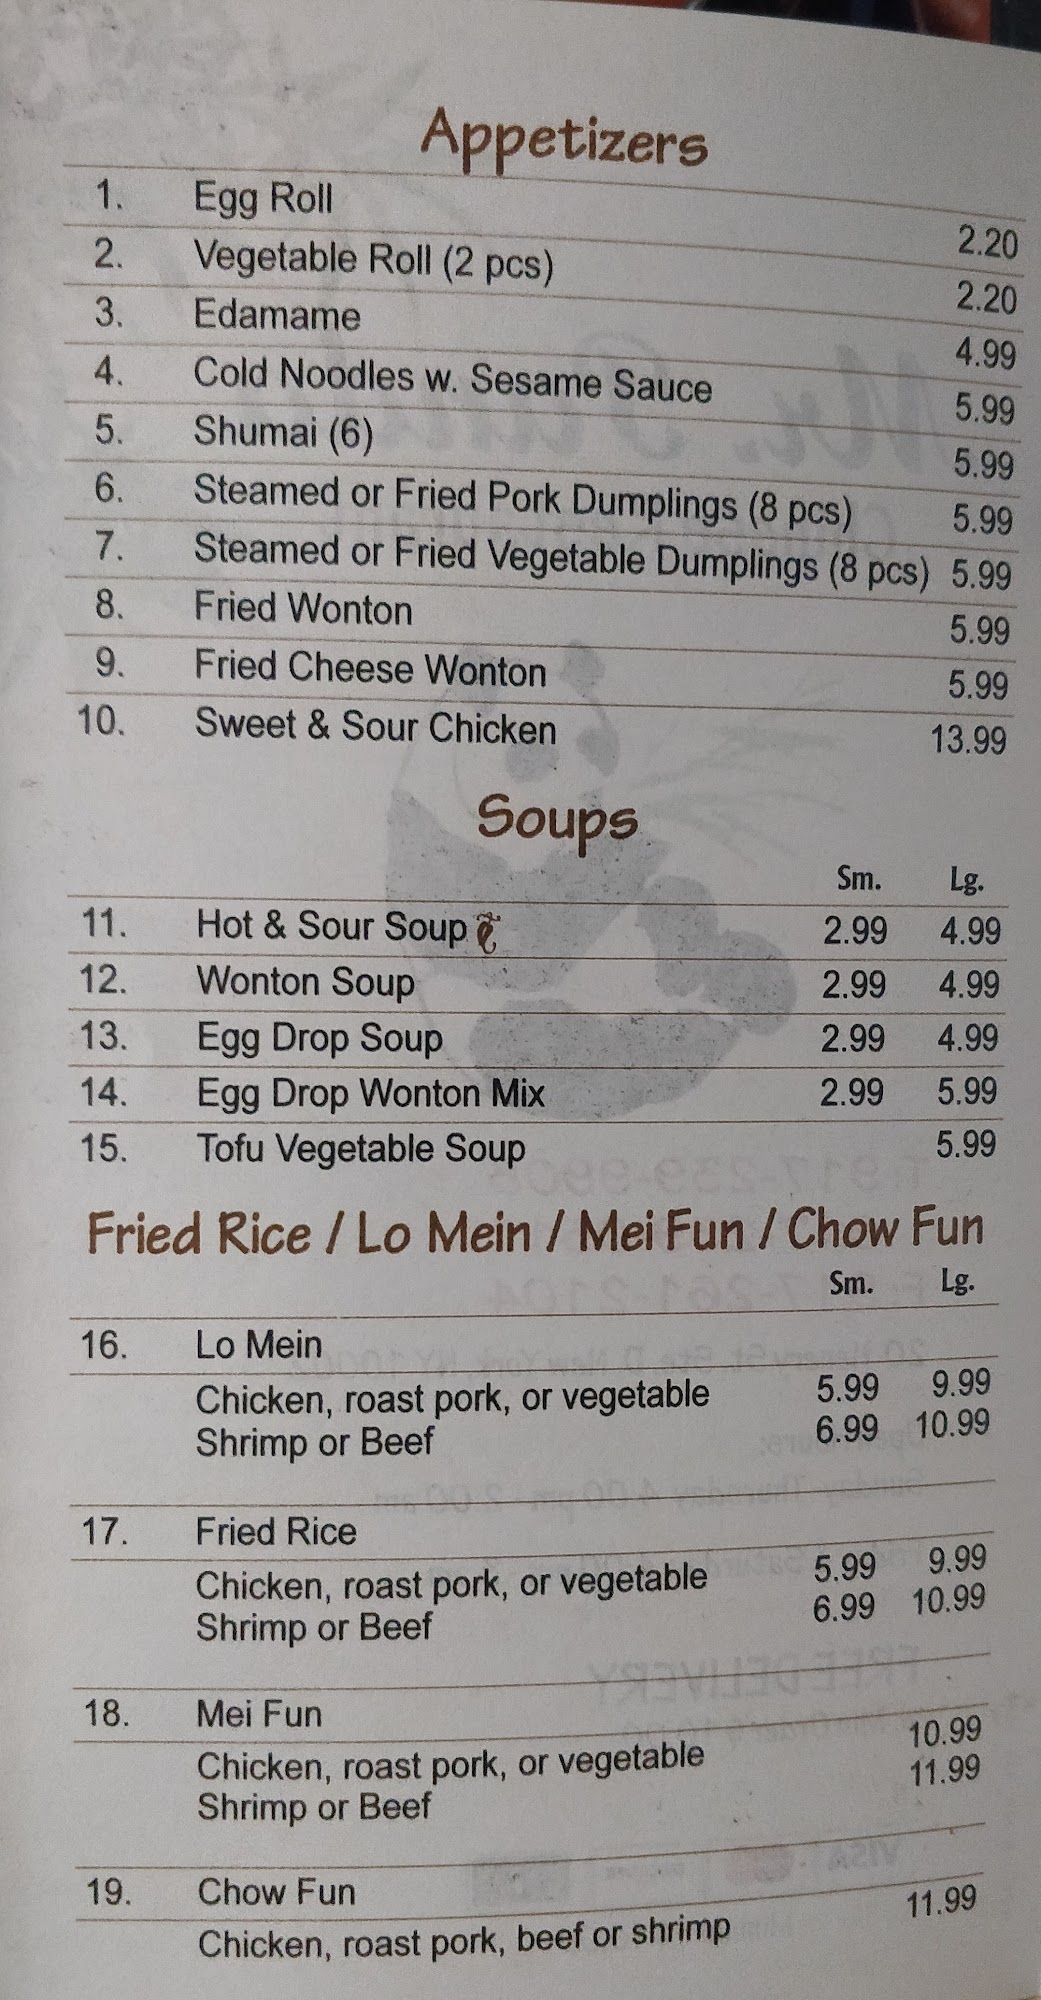 Appetizers
1. Egg Roll 2.20
2. Vegetable Roll (2 pcs) 2.20
3. Edamame 4.99
4. Cold Noodles w. Sesame Sauce 5.99
5. Shumai (6) 5.99
6. Steamed or Fried Pork Dumplings (8 pcs) 5.99
7. Steamed or Fried Vegetable Dumplings (8 pcs) 5.99
8. Fried Wonton 5.99
9. Fried Cheese Wonton 5.99
10. Sweet & Sour Chicken 13.99
Soups
Sm. Lg.
11. Hot & Sour Soup 2.99 4.99
12. Wonton Soup 2.99 4.99
13. Egg Drop Soup 2.99 4.99
14. Egg Drop Wonton Mix 2.99 5.99
15. Tofu Vegetable Soup 5.99
Fried Rice / Lo Mein / Mei Fun / Chow Fun
Sm. Lg.
16. Lo Mein
Chicken, roast pork, or vegetable 5.99 9.99
Shrimp or Beef 6.99 10.99
17. Fried Rice
Chicken, roast pork, or vegetable 5.99 9.99
Shrimp or Beef 6.99 10.99
18. Mei Fun
Chicken, roast pork, or vegetable 10.99
Shrimp or Beef 11.99
19. Chow Fun
Chicken, roast pork, beef or shrimp 11.99